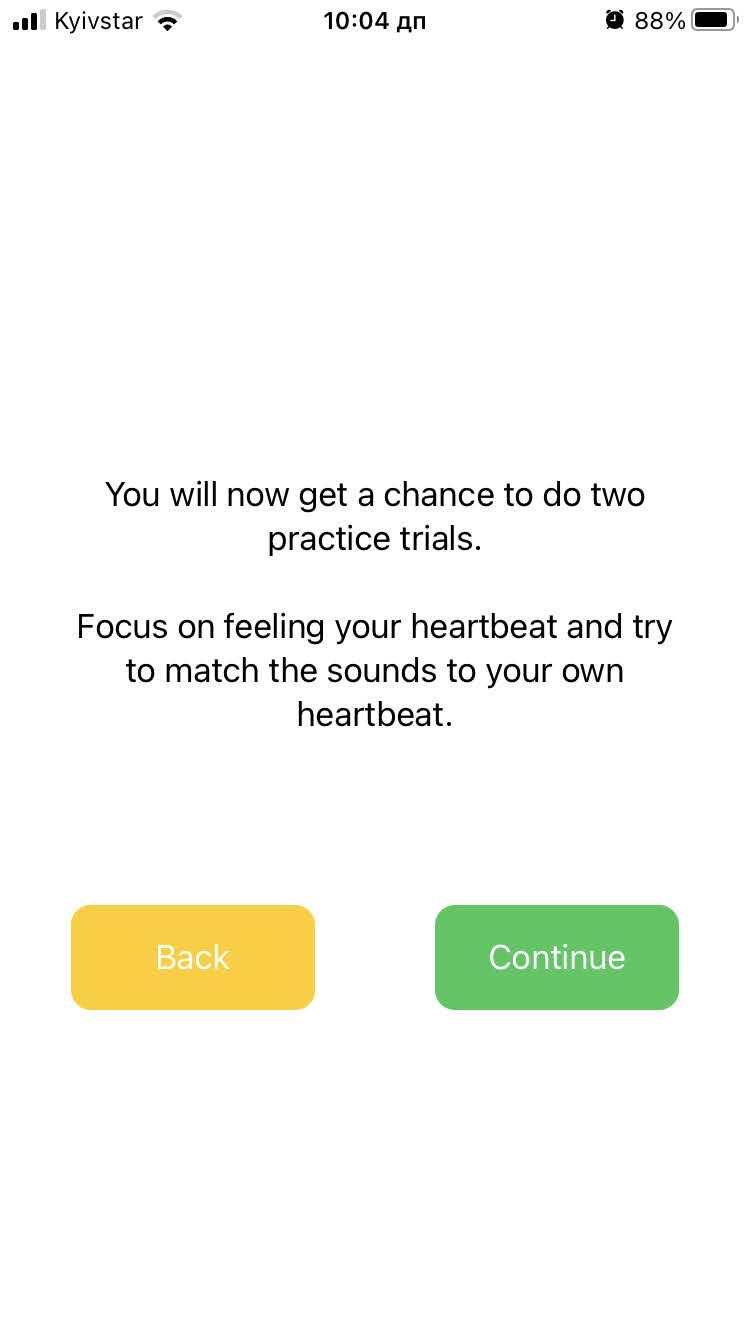 Kyivstar 10:04 дп 88%
You will now get a chance to do two
practice trials.
Focus on feeling your heartbeat and try
to match the sounds to your own
heartbeat.
Back Continue